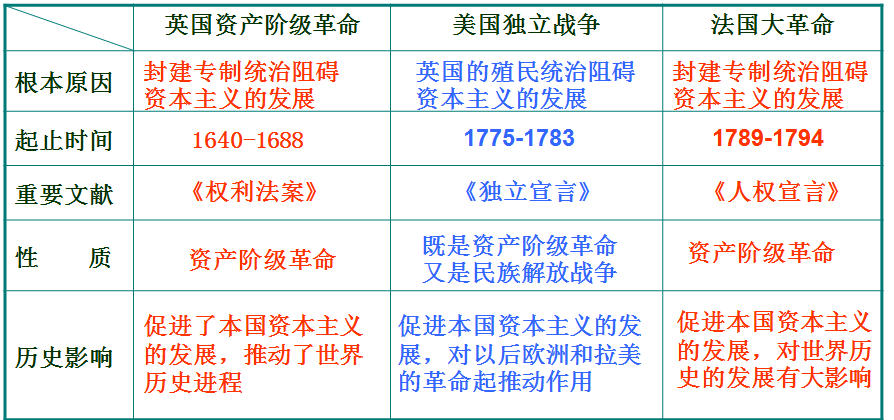 英国资产阶级革命 美国独立战争 法国大革命
根本原因
封建专制统治阻碍
资本主义的发展
英国的殖民统治阻碍
资本主义的发展
封建专制统治阻碍
资本主义的发展
起止时间 1640-1688 1775-1783 1789-1794
重要文献 《权利法案》 《独立宣言》 《人权宣言》
性 质
资产阶级革命
既是资产阶级革命
又是民族解放战争
资产阶级革命
历史影响
促进了本国资本主义
的发展，推动了世界
历史进程
促进本国资本主义的发
展，对以后欧洲和拉美
的革命起推动作用
促进本国资本主义
的发展，对世界历
史的发展有大影响